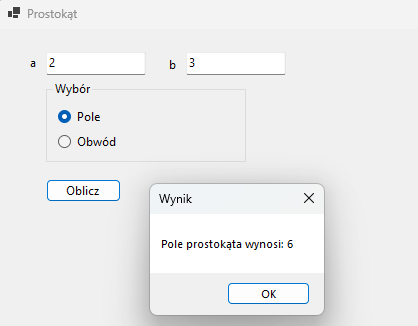 Prostokąt
a 2 b 3
Wybór
Pole
Obwód
Oblicz
Wynik
Pole prostokąta wynosi: 6
OK